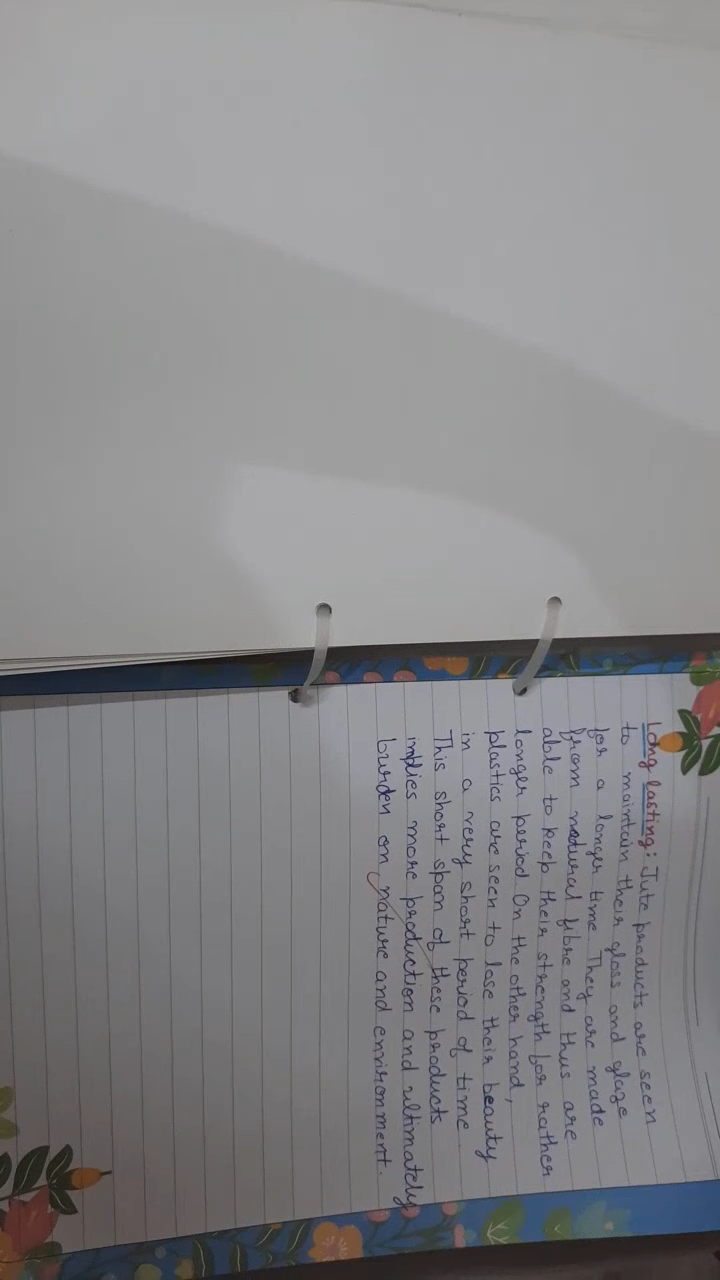 Long lasting: Jute products are seen
to maintain their gloss and glaze
for a longer time. They are made
from natural fibre and thus are
able to keep their strength for rather
longer period On the other hand,
plastics are seen to lose their beauty
in a very short period of time.
This short span of these products
implies more production and ultimately
burden on nature and environment.